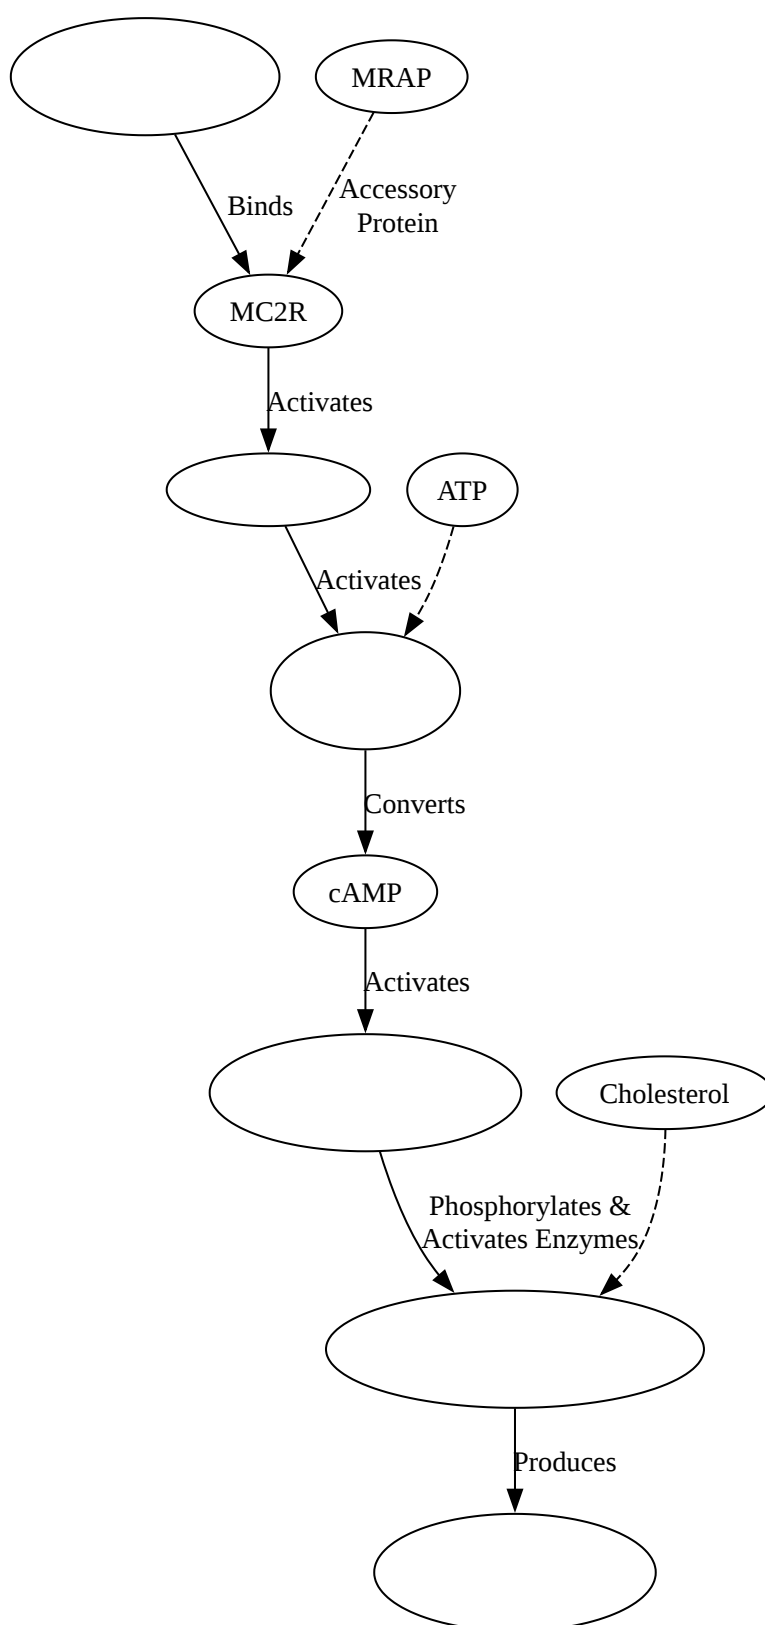 MRAP
Binds
Accessory
Protein
MC2R
Activates
ATP
Activates
Converts
cAMP
Activates
Cholesterol
Phosphorylates &
Activates Enzymes
Produces